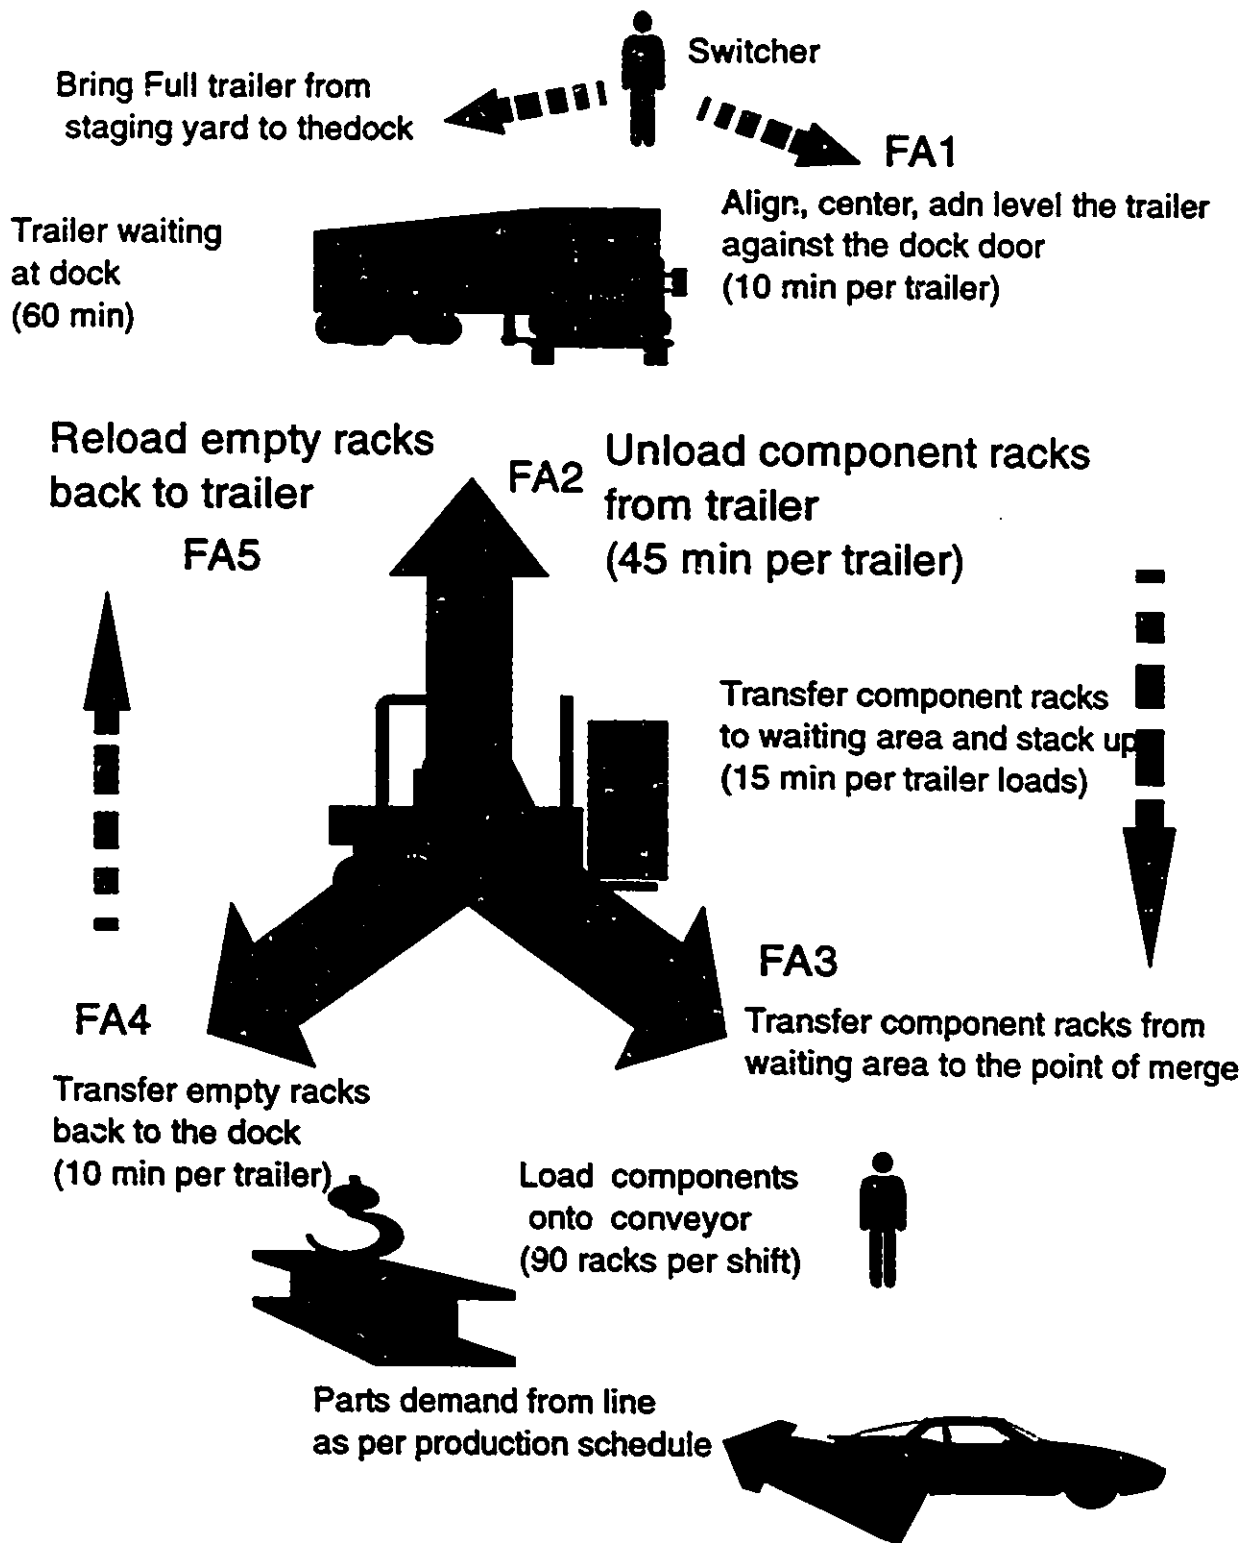 Switcher
Bring Full trailer from
staging yard to thedock
FA1
Align, center, adn level the trailer
against the dock door
(10 min per trailer)
Trailer waiting
at dock
(60 min)
Reload empty racks
back to trailer
FA5
FA2
Unload component racks
from trailer
(45 min per trailer)
Transfer component racks
to waiting area and stack up
(15 min per trailer loads)
FA3
Transfer component racks from
waiting area to the point of merge
FA4
Transfer empty racks
back to the dock
(10 min per trailer)
Load components
onto conveyor
(90 racks per shift)
Parts demand from line
as per production schedule